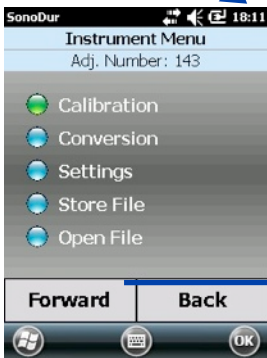 SonoDur 18:11
Instrument Menu
Adj. Number: 143
Calibration
Conversion
Settings
Store File
Open File
Forward Back
OK